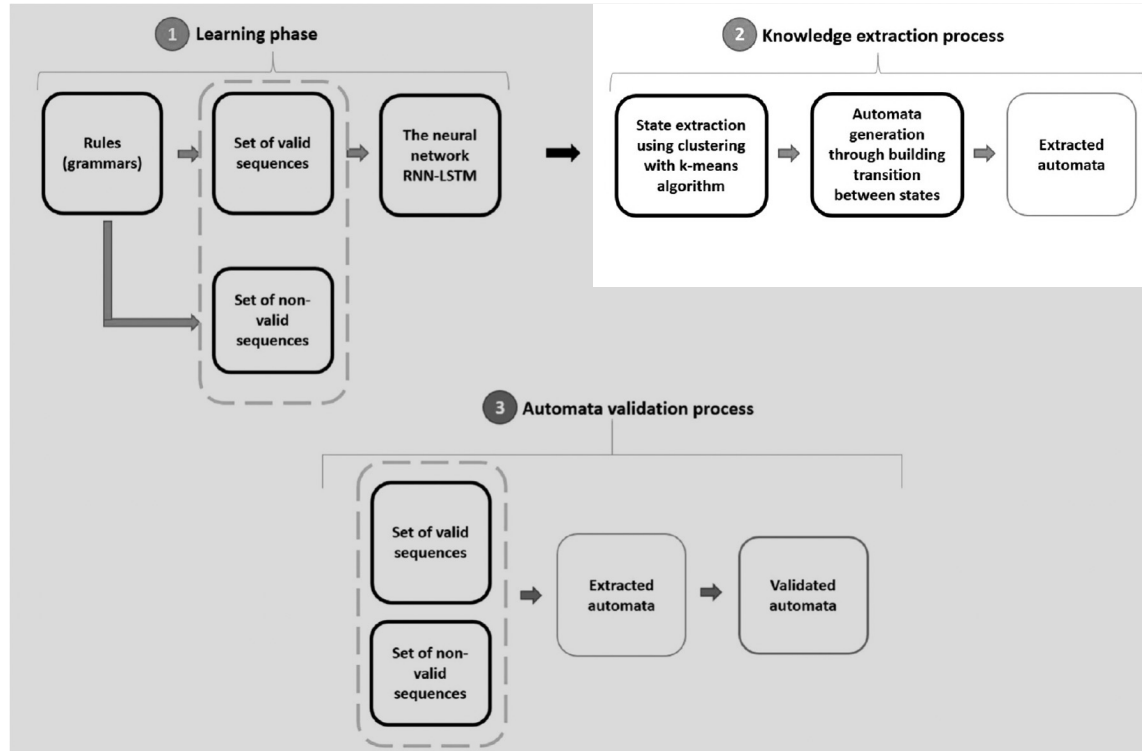 1 Learning phase
Rules
(grammars)
Set of valid
sequences
The neural
network
RNN-LSTM
Set of non-
valid
sequences
2 Knowledge extraction process
State extraction
using clustering
with k-means
algorithm
Automata
generation
through building
transition
between states
Extracted
automata
3 Automata validation process
Set of valid
sequences
Set of non-
valid
sequences
Extracted
automata
Validated
automata